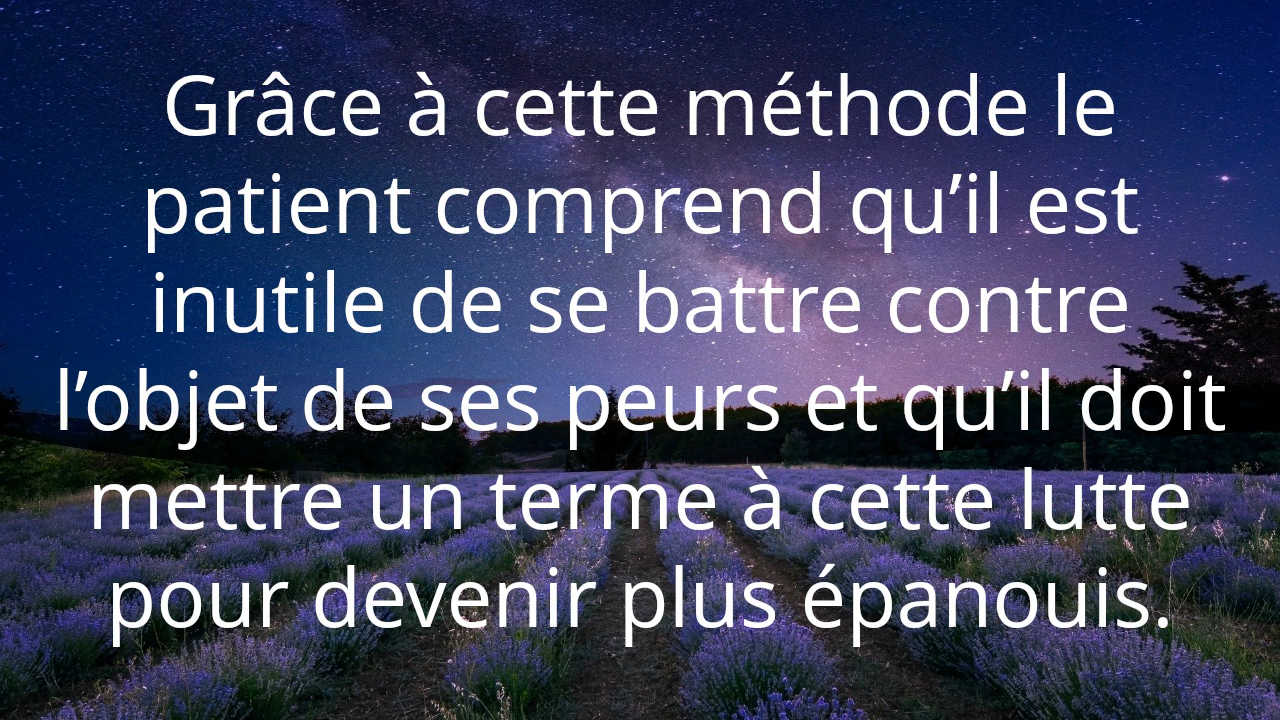 Grâce à cette méthode le
patient comprend qu’il est
inutile de se battre contre
l’objet de ses peurs et qu’il doit
mettre un terme à cette lutte
pour devenir plus épanouis.